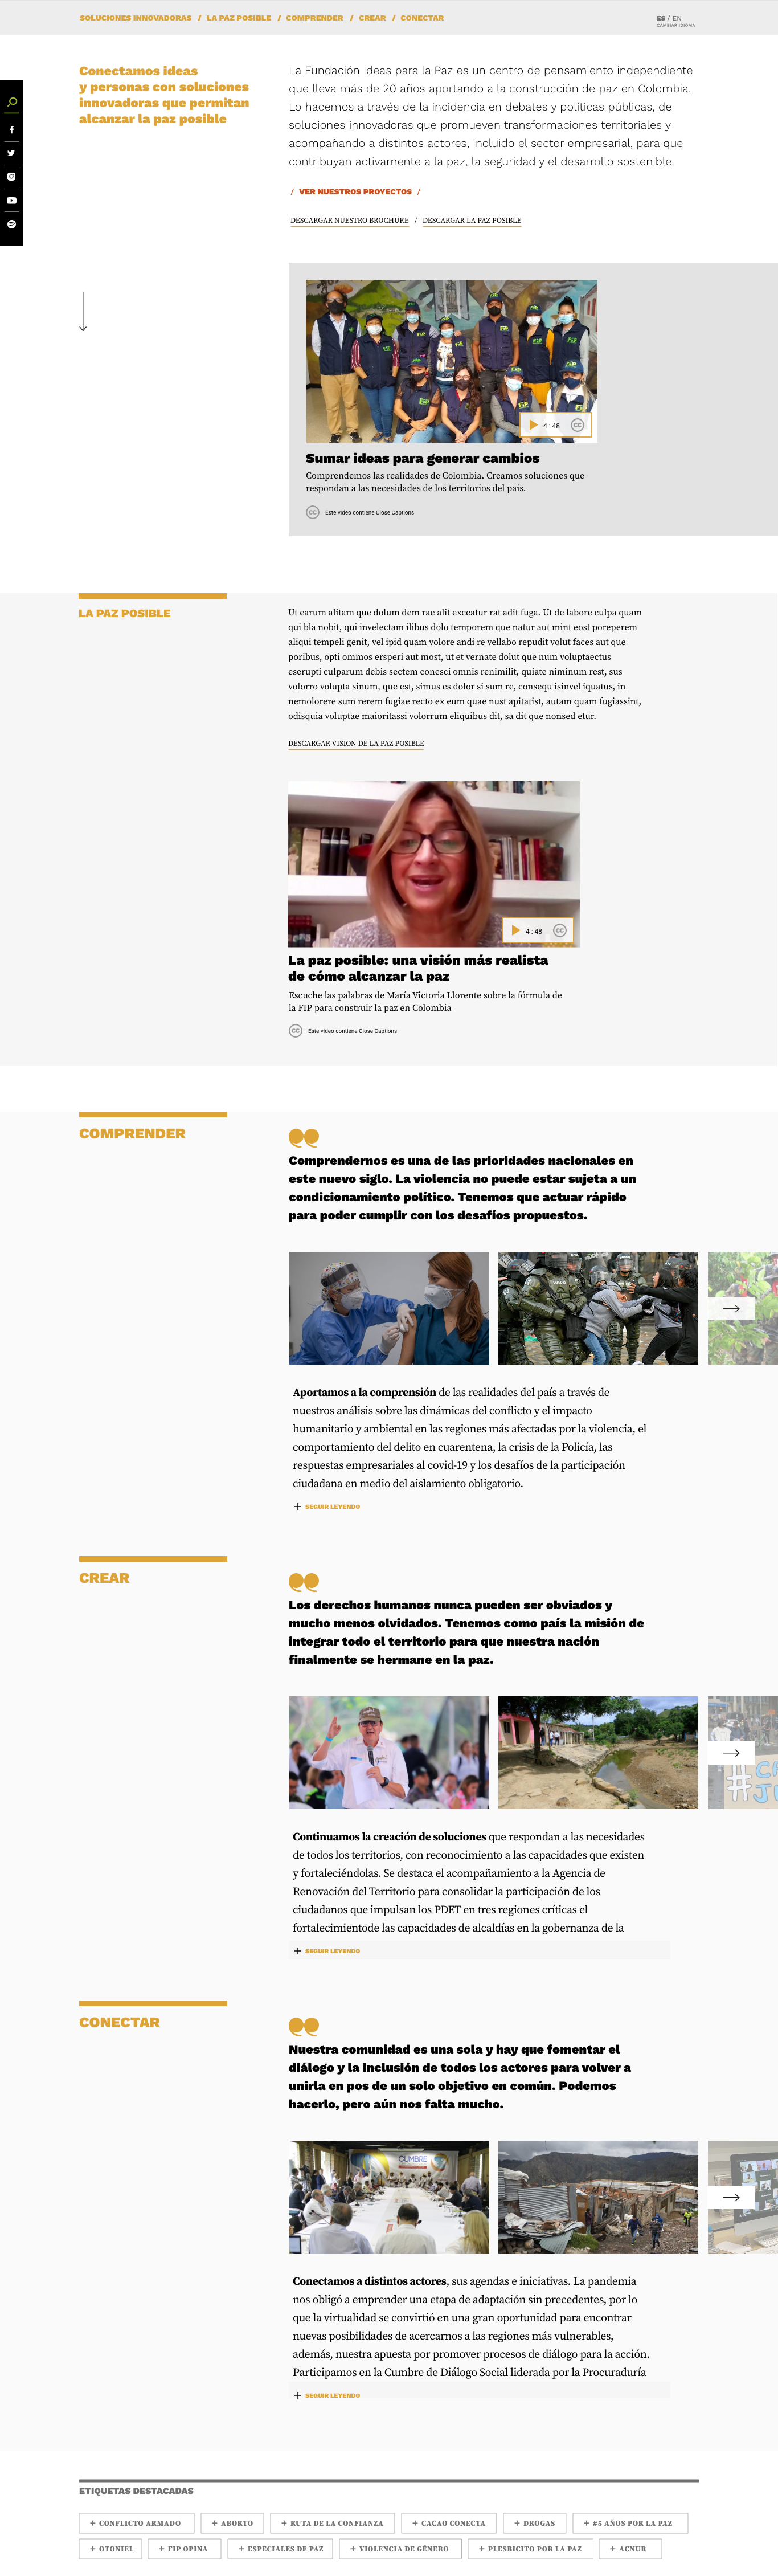 SOLUCIONES INNOVADORAS / LA PAZ POSIBLE / COMPRENDER / CREAR / CONECTAR
ES / EN
CAMBIAR IDIOMA
Conectamos ideas
y personas con soluciones
innovadoras que permitan
alcanzar la paz posible
La Fundación Ideas para la Paz es un centro de pensamiento independiente
que lleva más de 20 años aportando a la construcción de paz en Colombia.
Lo hacemos a través de la incidencia en debates y políticas públicas, de
soluciones innovadoras que promueven transformaciones territoriales y
acompañando a distintos actores, incluido el sector empresarial, para que
contribuyan activamente a la paz, la seguridad y el desarrollo sostenible.
/ VER NUESTROS PROYECTOS /
DESCARGAR NUESTRO BROCHURE / DESCARGAR LA PAZ POSIBLE
4 : 48 CC
Sumar ideas para generar cambios
Comprendemos las realidades de Colombia. Creamos soluciones que
respondan a las necesidades de los territorios del país.
CC Este video contiene Close Captions
LA PAZ POSIBLE
Ut earum alitam que dolum dem rae alit exceatur rat adit fuga. Ut de labore culpa quam
qui bla nobit, qui invelectam ilibus dolo temporem que natur aut mint eost poreperem
aliqui tempeli genit, vel ipid quam volore andi re vellabo repudit volut faces aut que
poribus, opti ommos ersperi aut most, ut et vernate dolut que num voluptaectus
eserupti culparum debis sectem conesci omnis renimilit, quiate niminum rest, sus
volorro volupta sinum, que est, simus es dolor si sum re, consequ isinvel iquatus, in
nemolorere sum rerem fugiae recto ex eum quae nust apitatist, autam quam fugiassint,
odisquia voluptae maioritassi volorrum eliquibus dit, sa dit que nonsed etur.
DESCARGAR VISION DE LA PAZ POSIBLE
4 : 48 CC
La paz posible: una visión más realista
de cómo alcanzar la paz
Escuche las palabras de María Victoria Llorente sobre la fórmula de
la FIP para construir la paz en Colombia
CC Este video contiene Close Captions
COMPRENDER
Comprendernos es una de las prioridades nacionales en
este nuevo siglo. La violencia no puede estar sujeta a un
condicionamiento político. Tenemos que actuar rápido
para poder cumplir con los desafíos propuestos.
Aportamos a la comprensión de las realidades del país a través de
nuestros análisis sobre las dinámicas del conflicto y el impacto
humanitario y ambiental en las regiones más afectadas por la violencia, el
comportamiento del delito en cuarentena, la crisis de la Policía, las
respuestas empresariales al covid-19 y los desafíos de la participación
ciudadana en medio del aislamiento obligatorio.
+ SEGUIR LEYENDO
CREAR
Los derechos humanos nunca pueden ser obviados y
mucho menos olvidados. Tenemos como país la misión de
integrar todo el territorio para que nuestra nación
finalmente se hermane en la paz.
Continuamos la creación de soluciones que respondan a las necesidades
de todos los territorios, con reconocimiento a las capacidades que existen
y fortaleciéndolas. Se destaca el acompañamiento a la Agencia de
Renovación del Territorio para consolidar la participación de los
ciudadanos que impulsan los PDET en tres regiones críticas el
fortalecimientode las capacidades de alcaldías en la gobernanza de la
+ SEGUIR LEYENDO
CONECTAR
Nuestra comunidad es una sola y hay que fomentar el
diálogo y la inclusión de todos los actores para volver a
unirla en pos de un solo objetivo en común. Podemos
hacerlo, pero aún nos falta mucho.
CUMBRE
Conectamos a distintos actores, sus agendas e iniciativas. La pandemia
nos obligó a emprender una etapa de adaptación sin precedentes, por lo
que la virtualidad se convirtió en una gran oportunidad para encontrar
nuevas posibilidades de acercarnos a las regiones más vulnerables,
además, nuestra apuesta por promover procesos de diálogo para la acción.
Participamos en la Cumbre de Diálogo Social liderada por la Procuraduría
+ SEGUIR LEYENDO
ETIQUETAS DESTACADAS
+ CONFLICTO ARMADO + ABORTO + RUTA DE LA CONFIANZA + CACAO CONECTA + DROGAS + #5 AÑOS POR LA PAZ
+ OTONIEL + FIP OPINA + ESPECIALES DE PAZ + VIOLENCIA DE GÉNERO + PLESBICITO POR LA PAZ + ACNUR